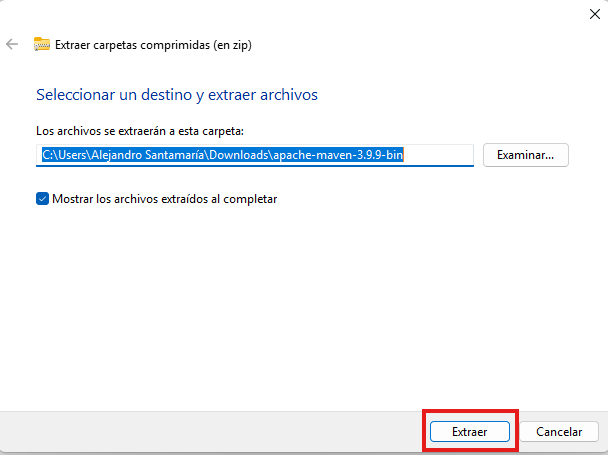 Extraer carpetas comprimidas (en zip)
Seleccionar un destino y extraer archivos
Los archivos se extraerán a esta carpeta:
C:\Users\Alejandro Santamaría\Downloads\apache-maven-3.9.9-bin
Examinar...
Mostrar los archivos extraídos al completar
Extraer
Cancelar